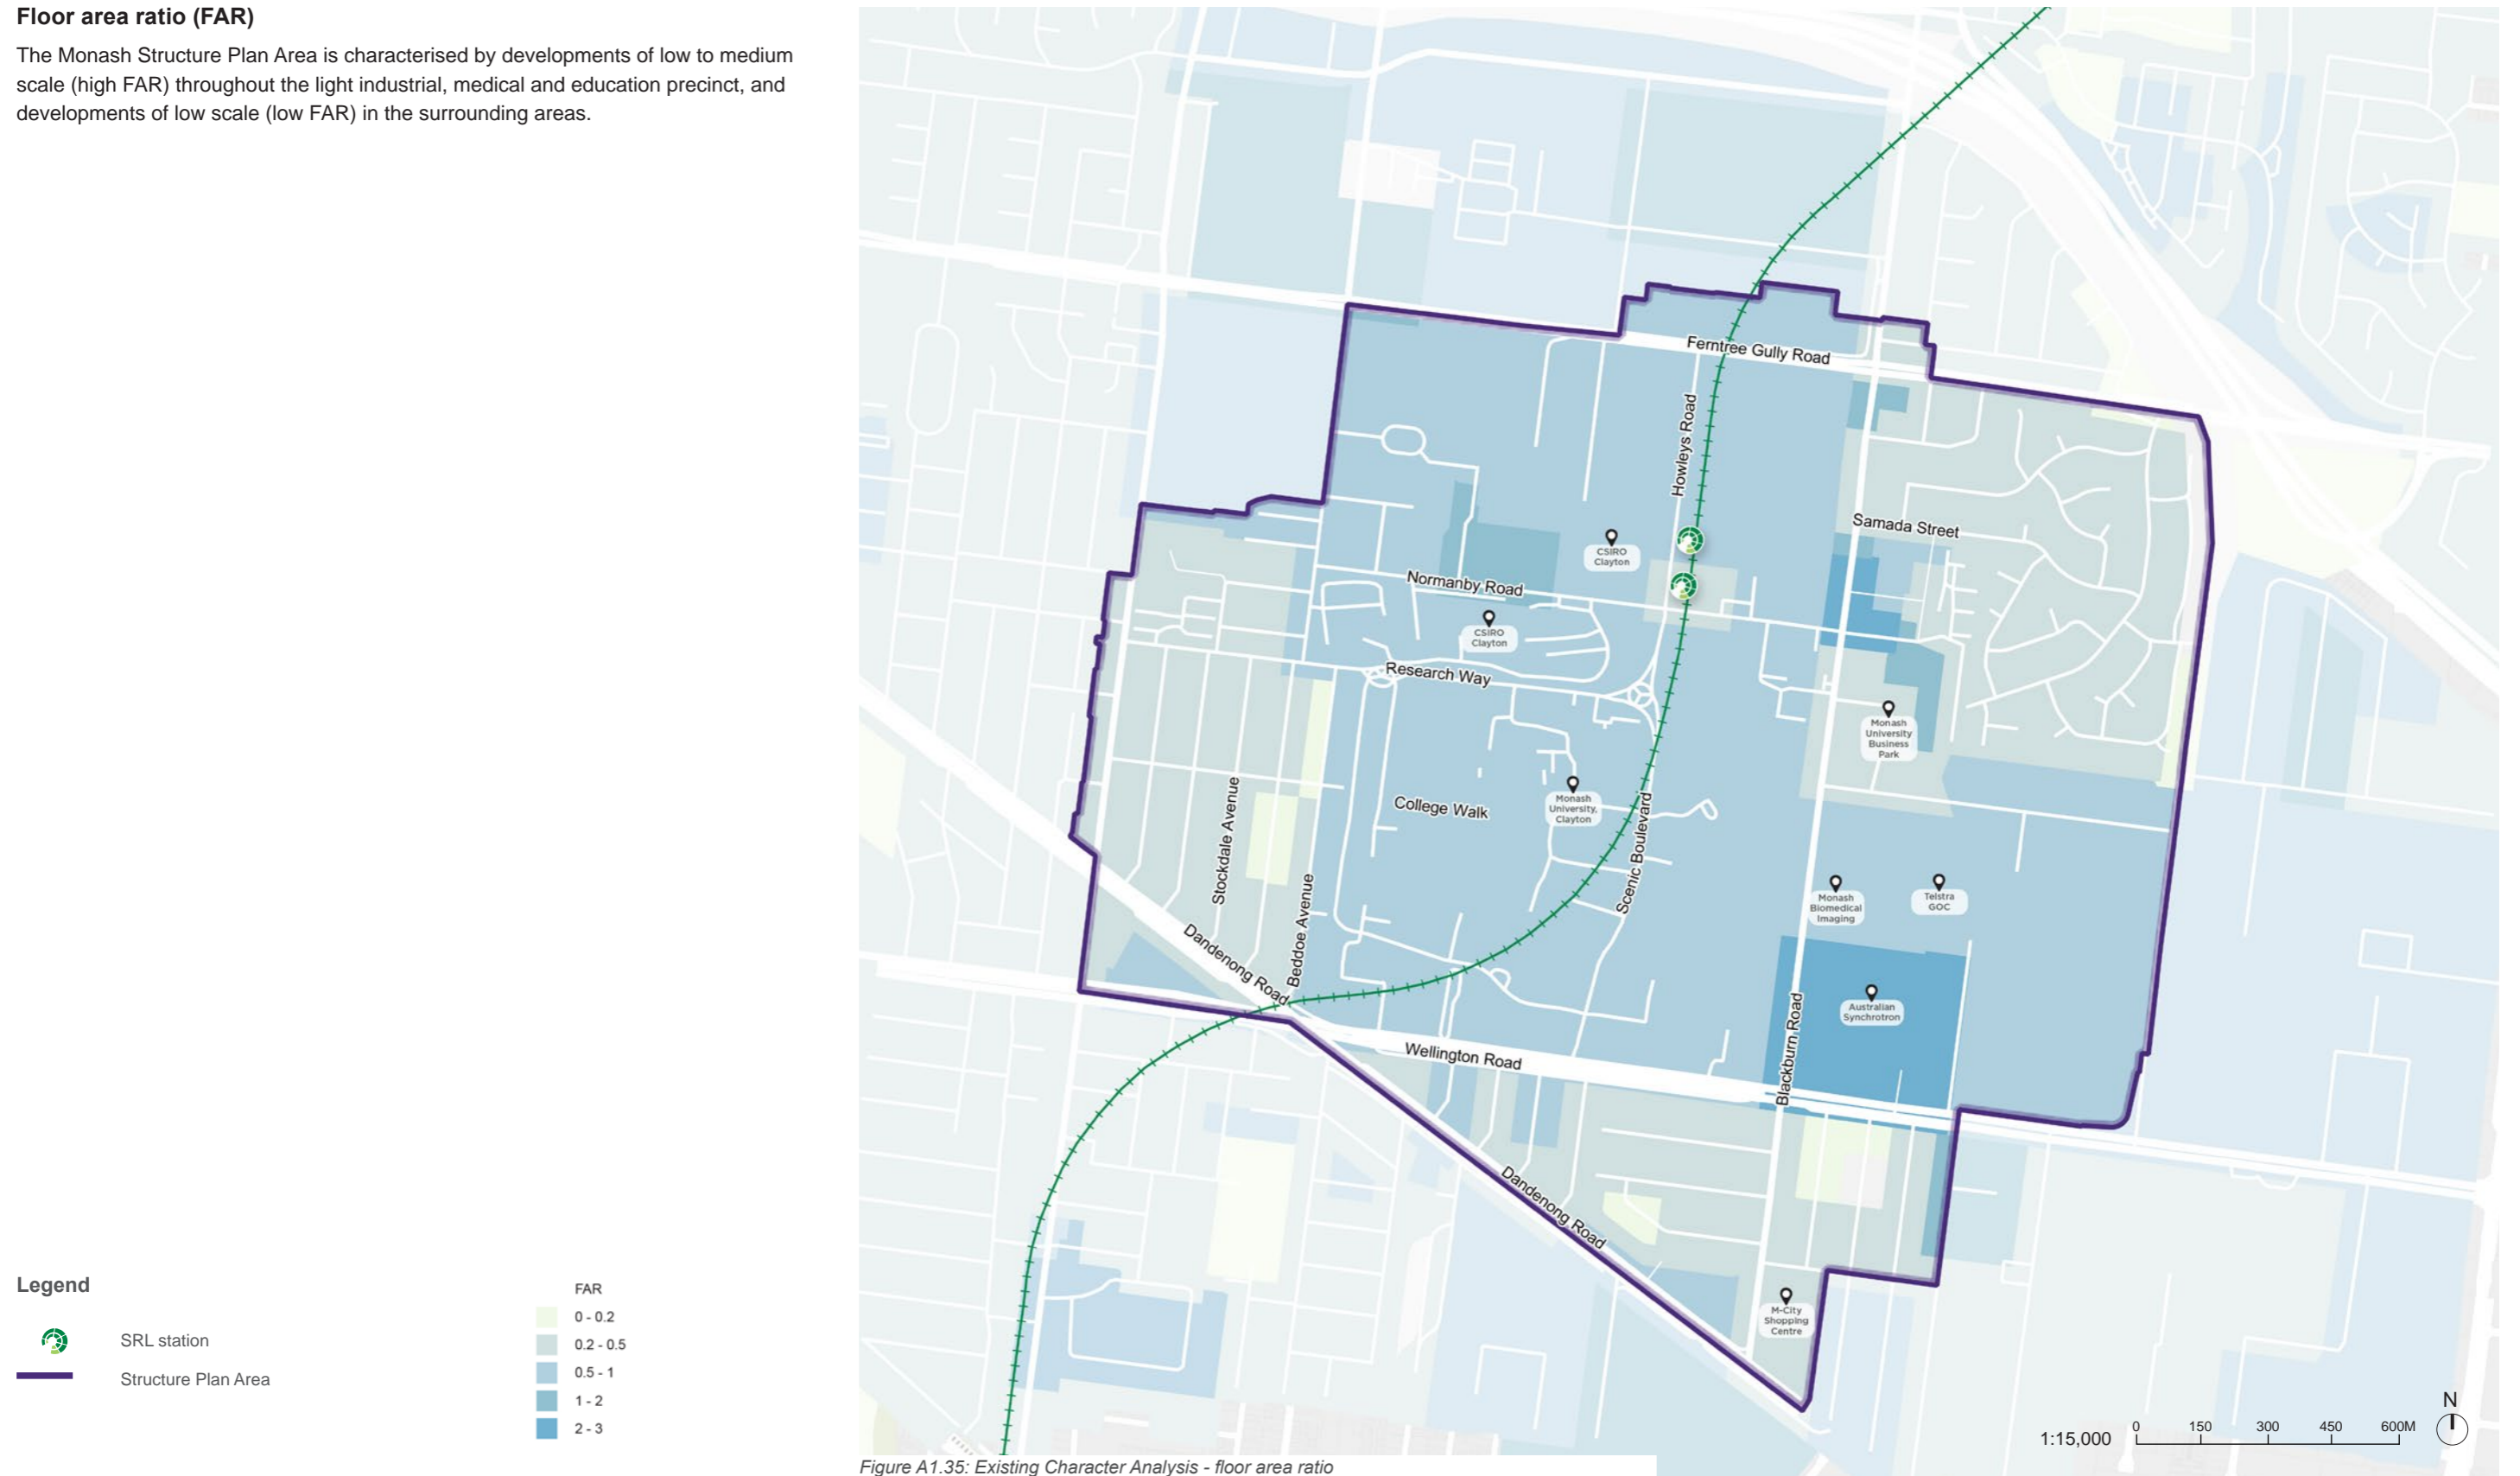 Floor area ratio (FAR)
The Monash Structure Plan Area is characterised by developments of low to medium
scale (high FAR) throughout the light industrial, medical and education precinct, and
developments of low scale (low FAR) in the surrounding areas.
Ferntree Gully Road
Howleys Road
Samada Street
CSIRO
Clayton
Normanby Road
CSIRO
Clayton
Research Way
Monash
University
Business
Park
Stockdale Avenue
College Walk
Monash
University,
Clayton
Scenic Boulevard
Beddoe Avenue
Monash
Biomedical
Imaging
Telstra
GOC
Dandenong Road
Australian
Synchrotron
Blackburn Road
Wellington Road
Dandenong Road
M-City
Shopping
Centre
Legend
SRL station
Structure Plan Area
FAR
0 - 0.2
0.2 - 0.5
0.5 - 1
1 - 2
2 - 3
N
1:15,000
0 150 300 450 600M
Figure A1.35: Existing Character Analysis - floor area ratio